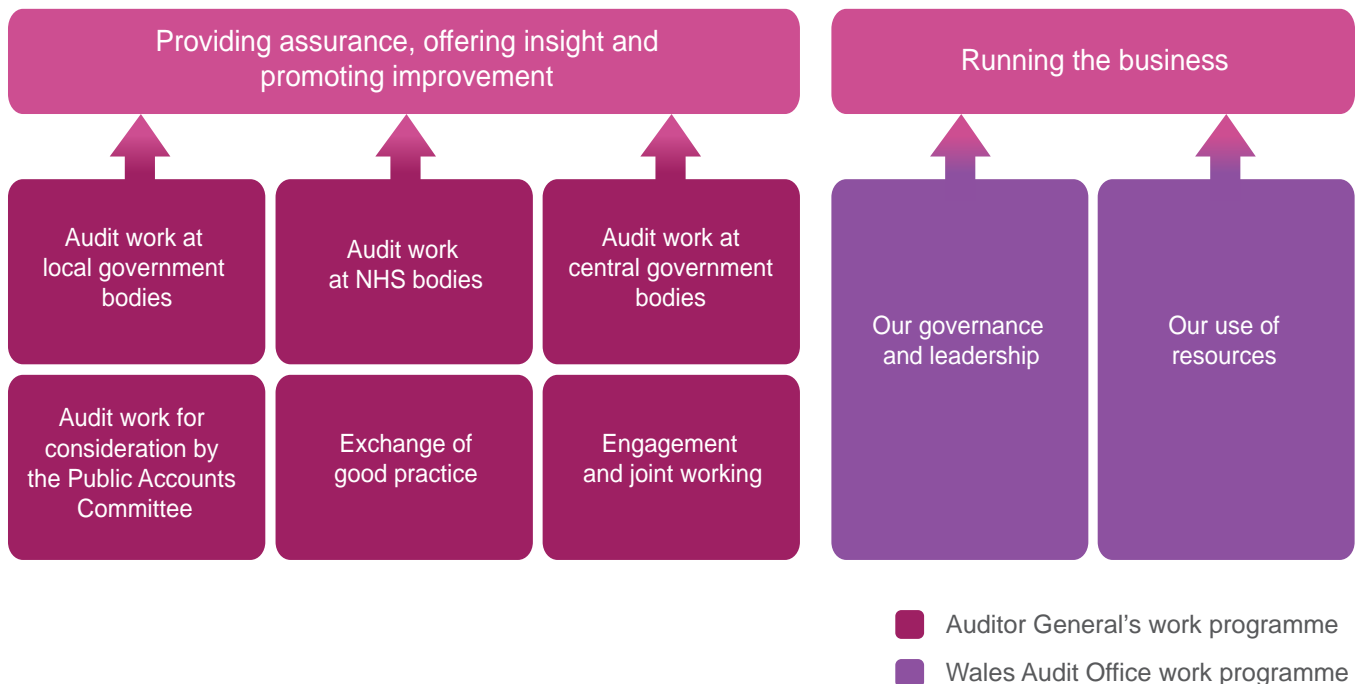 Providing assurance, offering insight and
promoting improvement
Running the business
Audit work at
local government
bodies
Audit work
at NHS bodies
Audit work at
central government
bodies
Our governance
and leadership
Our use of
resources
Audit work for
consideration by
the Public Accounts
Committee
Exchange of
good practice
Engagement
and joint working
Auditor General's work programme
Wales Audit Office work programme